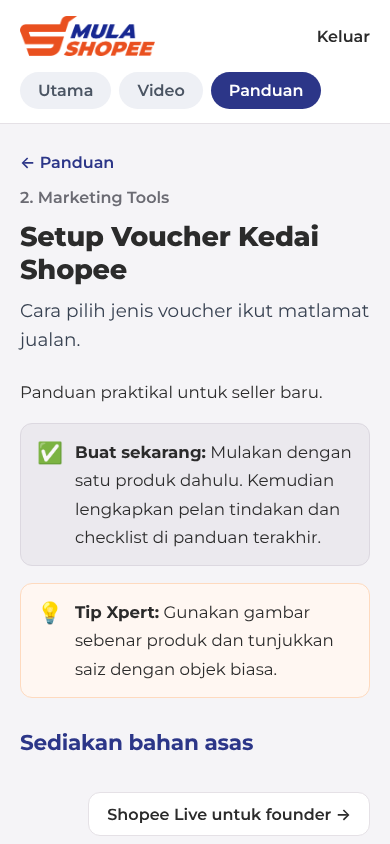 MULA
SHOPEE
Keluar
Utama
Video
Panduan
← Panduan
2. Marketing Tools
Setup Voucher Kedai
Shopee
Cara pilih jenis voucher ikut matlamat
jualan.
Panduan praktikal untuk seller baru.
✅ Buat sekarang: Mulakan dengan
satu produk dahulu. Kemudian
lengkapkan pelan tindakan dan
checklist di panduan terakhir.
💡 Tip Xpert: Gunakan gambar
sebenar produk dan tunjukkan
saiz dengan objek biasa.
Sediakan bahan asas
Shopee Live untuk founder →